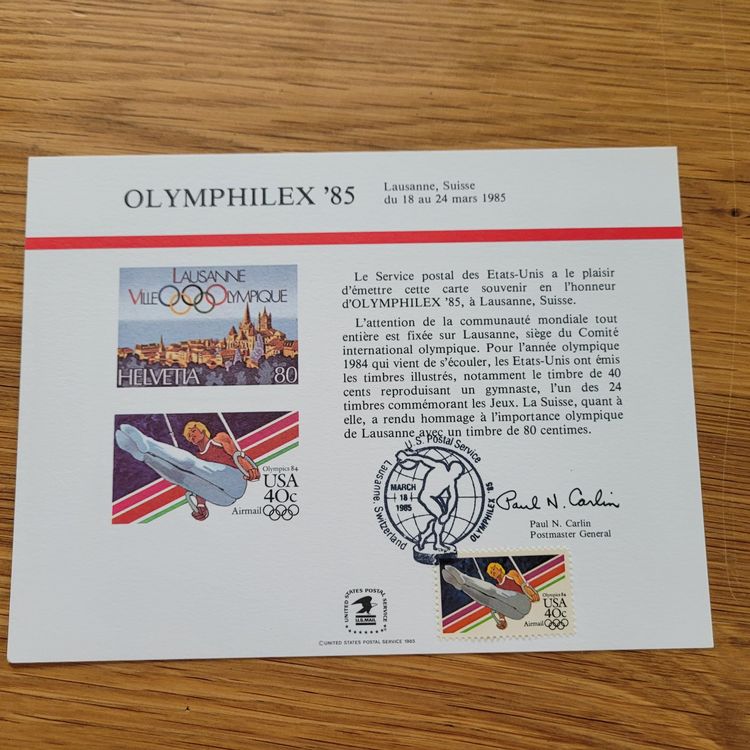 OLYMPHILEX '85
Lausanne, Suisse
du 18 au 24 mars 1985
LAUSANNE
VILLE OLYMPIQUE
HELVETIA 80
Olympics 84
USA
40c
Airmail
Le Service postal des Etats-Unis a le plaisir
d'émettre cette carte souvenir en l'honneur
d'OLYMPHILEX '85, à Lausanne, Suisse.
L'attention de la communauté mondiale tout
entière est fixée sur Lausanne, siège du Comité
international olympique. Pour l'année olympique
1984 qui vient de s'écouler, les Etats-Unis ont émis
les timbres illustrés, notamment le timbre de 40
cents reproduisant un gymnaste, l'un des 24
timbres commémorant les Jeux. La Suisse, quant à
elle, a rendu hommage à l'importance olympique
de Lausanne avec un timbre de 80 centimes.
U.S. Postal Service
Lausanne Switzerland
OLYMPHILEX 85
MARCH
18
1985
Paul N. Carlin
Paul N. Carlin
Postmaster General
UNITED STATES POSTAL SERVICE
U.S.MAIL
Olympics 84
USA
40c
Airmail
©UNITED STATES POSTAL SERVICE 1985